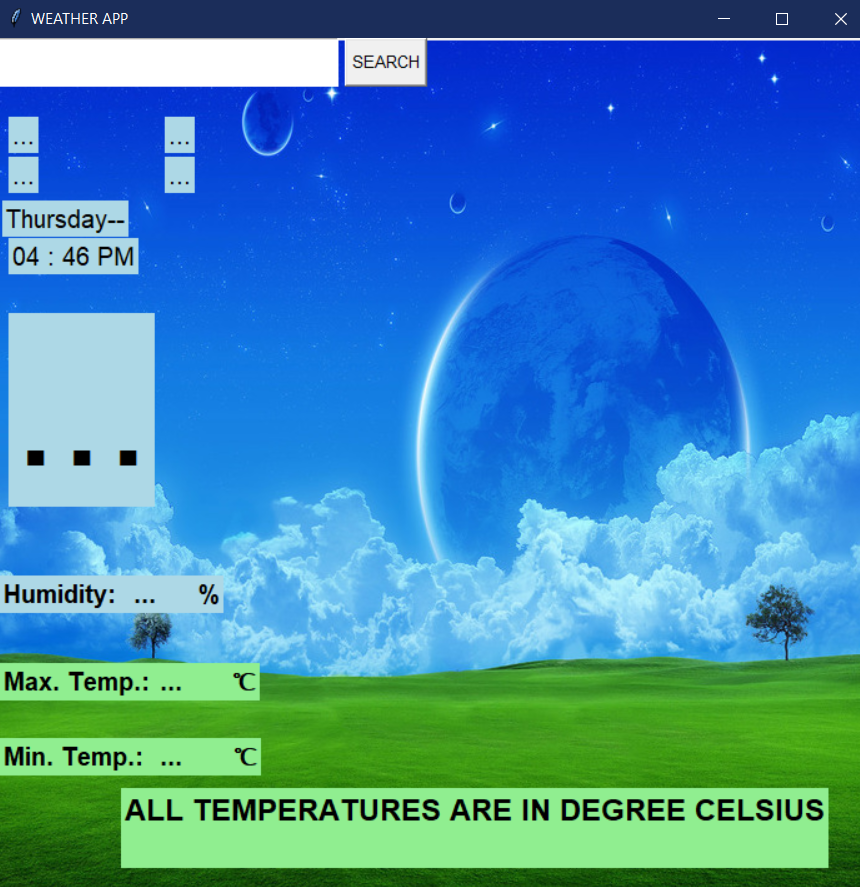 WEATHER APP
SEARCH
... ...
... ...
Thursday--
04 : 46 PM
...
Humidity: ... %
Max. Temp.: ... ℃
Min. Temp.: ... ℃
ALL TEMPERATURES ARE IN DEGREE CELSIUS